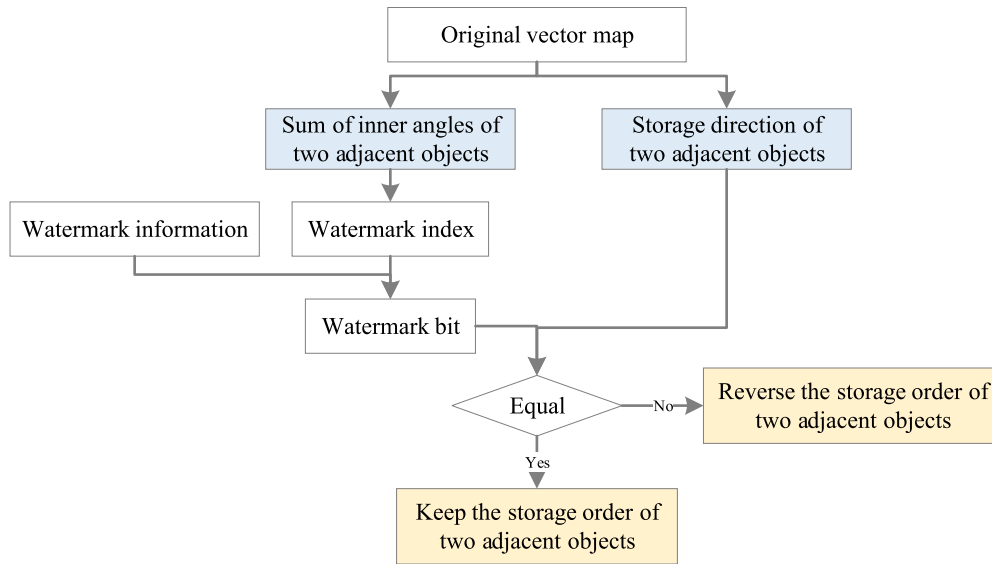 Original vector map
Sum of inner angles of
two adjacent objects
Storage direction of
two adjacent objects
Watermark information
Watermark index
Watermark bit
Equal
No
Reverse the storage order of
two adjacent objects
Yes
Keep the storage order of
two adjacent objects